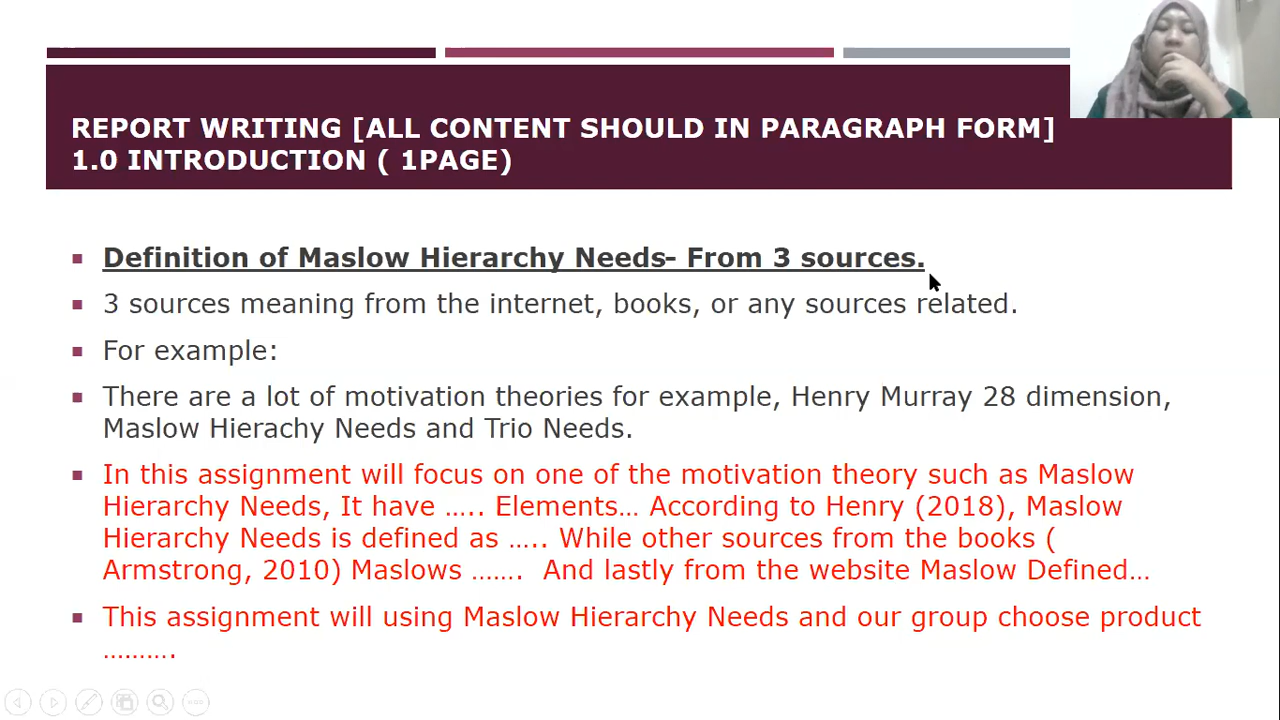 REPORT WRITING [ALL CONTENT SHOULD IN PARAGRAPH FORM]
1.0 INTRODUCTION ( 1PAGE)
Definition of Maslow Hierarchy Needs- From 3 sources.
3 sources meaning from the internet, books, or any sources related.
For example:
There are a lot of motivation theories for example, Henry Murray 28 dimension,
Maslow Hierachy Needs and Trio Needs.
In this assignment will focus on one of the motivation theory such as Maslow
Hierarchy Needs, It have ….. Elements… According to Henry (2018), Maslow
Hierarchy Needs is defined as ….. While other sources from the books (
Armstrong, 2010) Maslows …….  And lastly from the website Maslow Defined…
This assignment will using Maslow Hierarchy Needs and our group choose product
……….